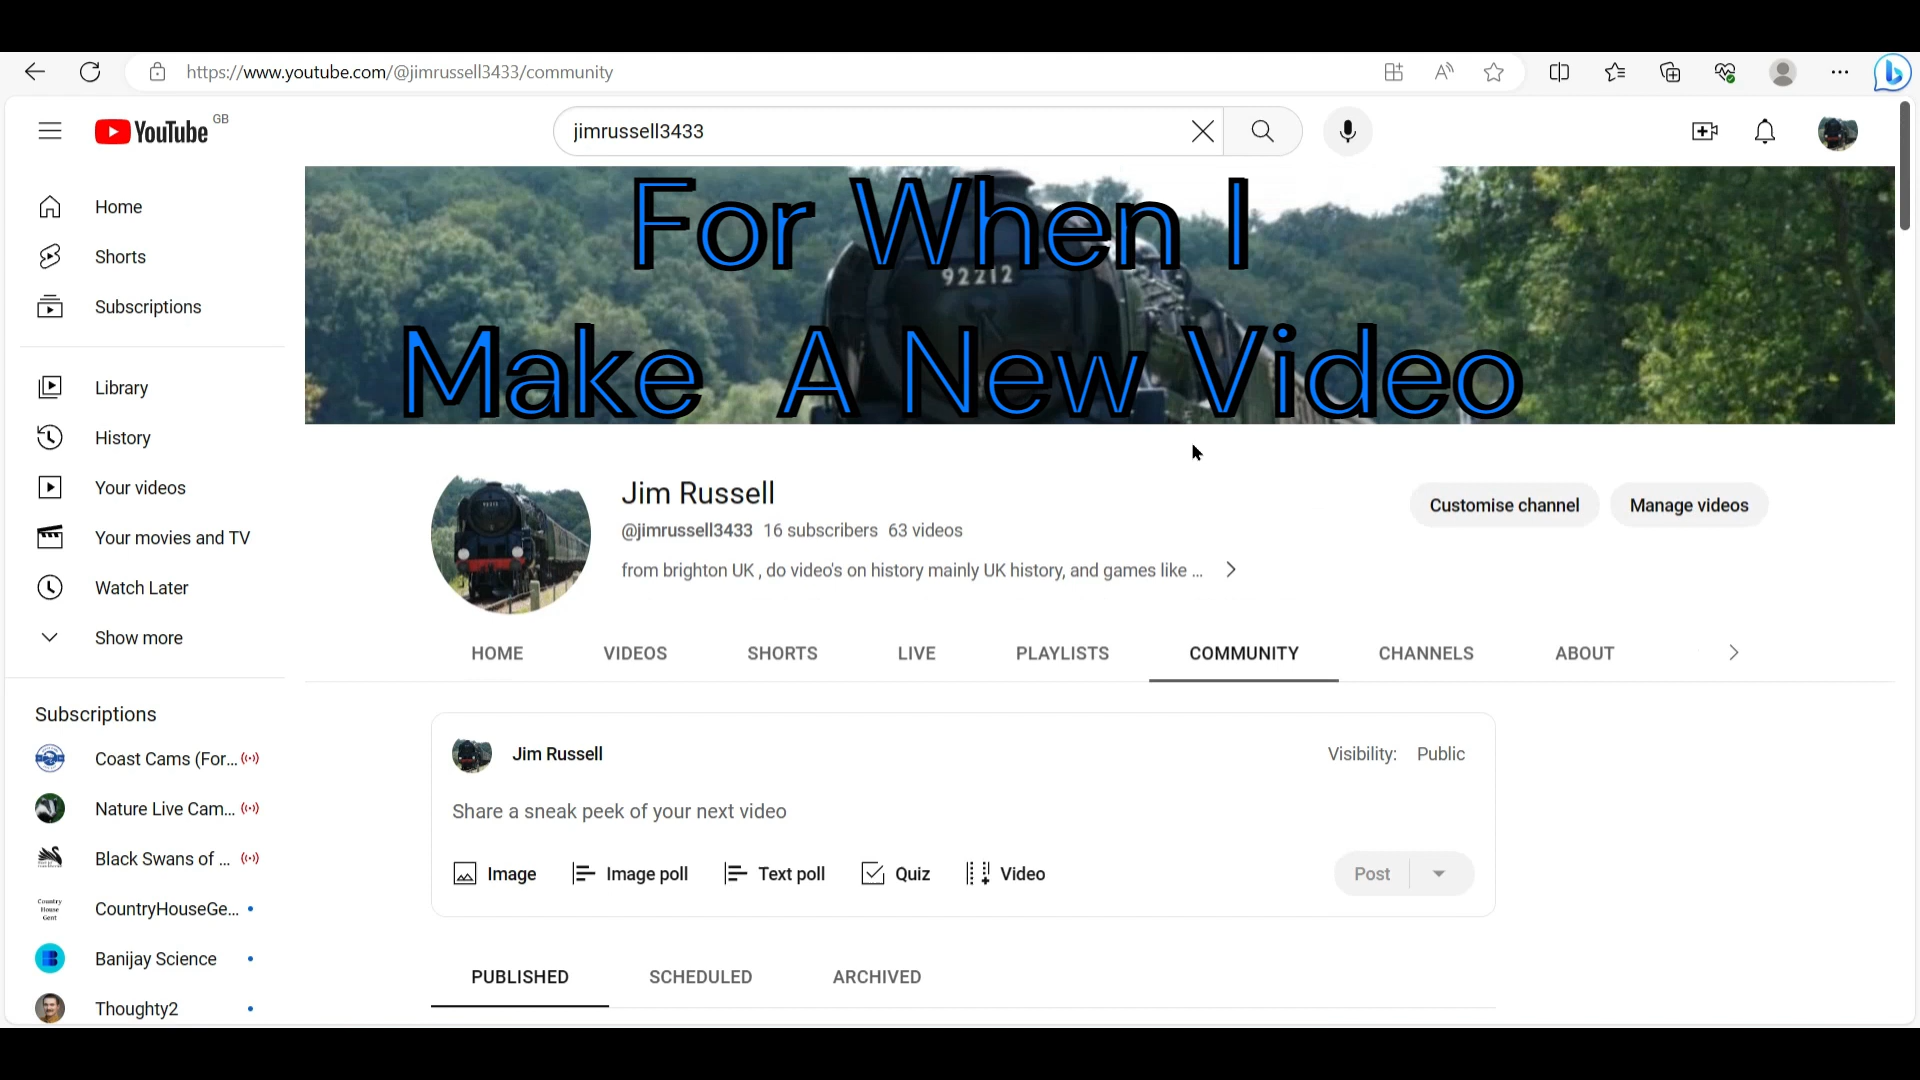 https://www.youtube.com/@jimrussell3433/community
YouTube GB
jimrussell3433
For When I
Make A New Video
92212
Home
Shorts
Subscriptions
Library
History
Your videos
Your movies and TV
Watch Later
Show more
Subscriptions
Coast Cams (For...
Nature Live Cam...
Black Swans of ...
Country
House
Gent
CountryHouseGe...
Banijay Science
Thoughty2
Jim Russell
@jimrussell3433 16 subscribers 63 videos
from brighton UK , do video's on history mainly UK history, and games like ...
Customise channel
Manage videos
HOME
VIDEOS
SHORTS
LIVE
PLAYLISTS
COMMUNITY
CHANNELS
ABOUT
Jim Russell
Visibility: Public
Share a sneak peek of your next video
Image
Image poll
Text poll
Quiz
Video
Post
PUBLISHED
SCHEDULED
ARCHIVED